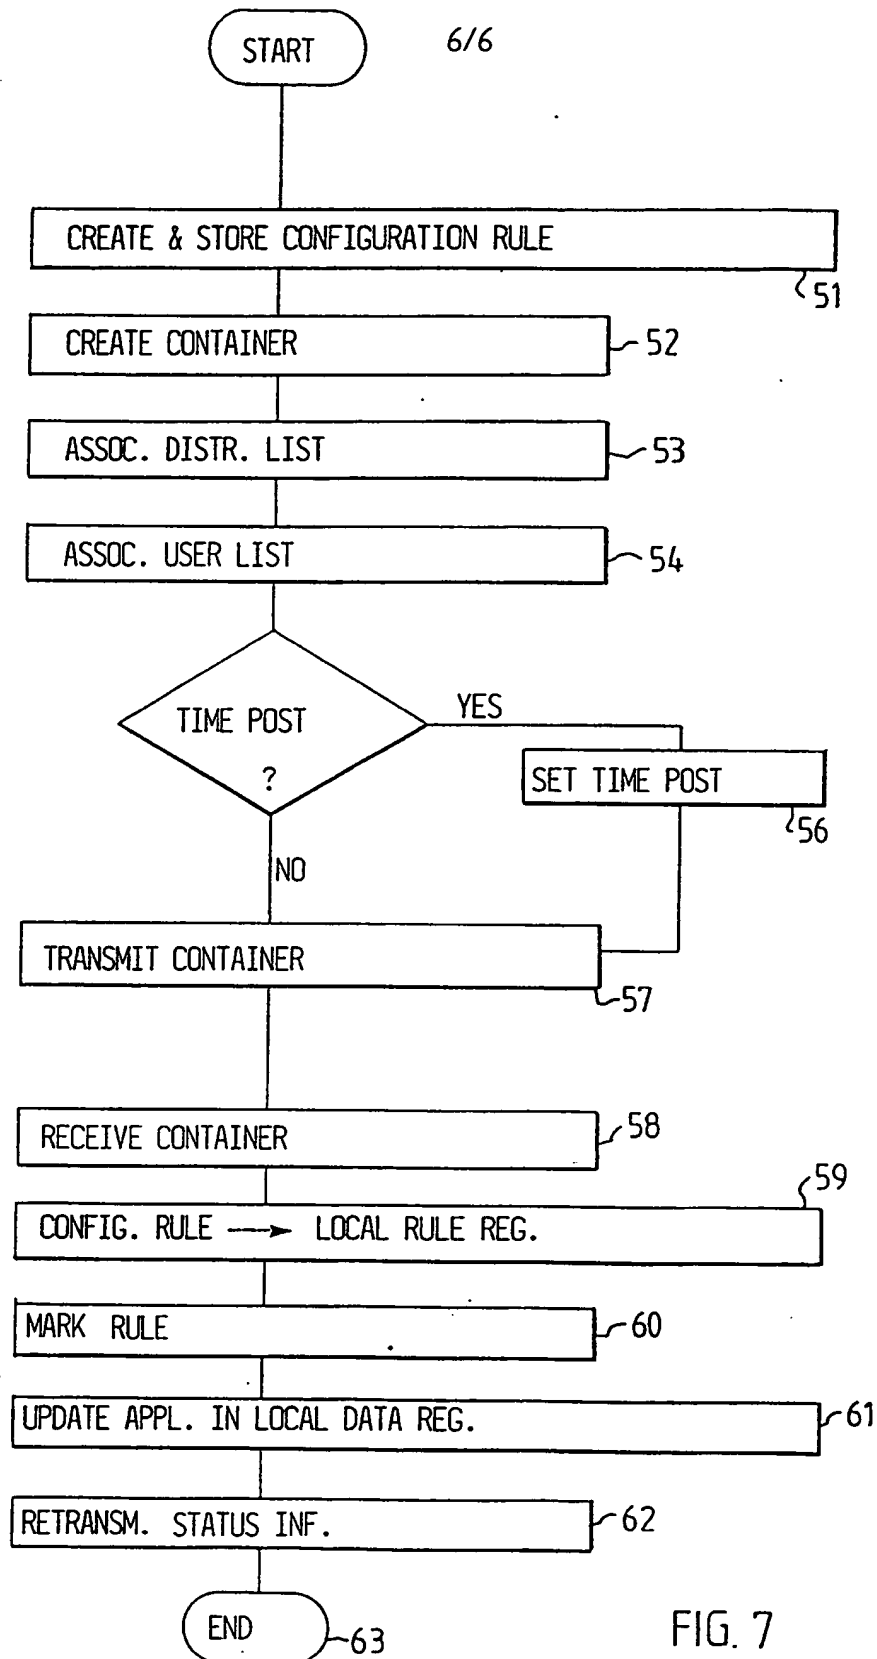 START
6/6
CREATE & STORE CONFIGURATION RULE
51
CREATE CONTAINER
52
ASSOC. DISTR. LIST
53
ASSOC. USER LIST
54
TIME POST
?
YES
SET TIME POST
56
NO
TRANSMIT CONTAINER
57
RECEIVE CONTAINER
58
59
CONFIG. RULE → LOCAL RULE REG.
MARK RULE
60
UPDATE APPL. IN LOCAL DATA REG.
61
RETRANSM. STATUS INF.
62
END
63
FIG. 7